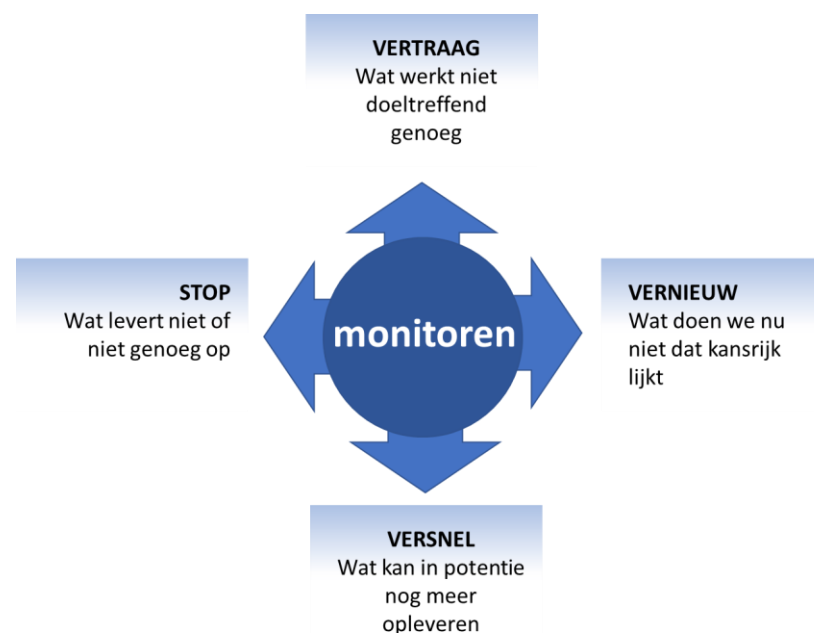 VERTRAAG
Wat werkt niet
doeltreffend
genoeg
STOP
Wat levert niet of
niet genoeg op
monitoren
VERNIEUW
Wat doen we nu
niet dat kansrijk
lijkt
VERSNEL
Wat kan in potentie
nog meer
opleveren